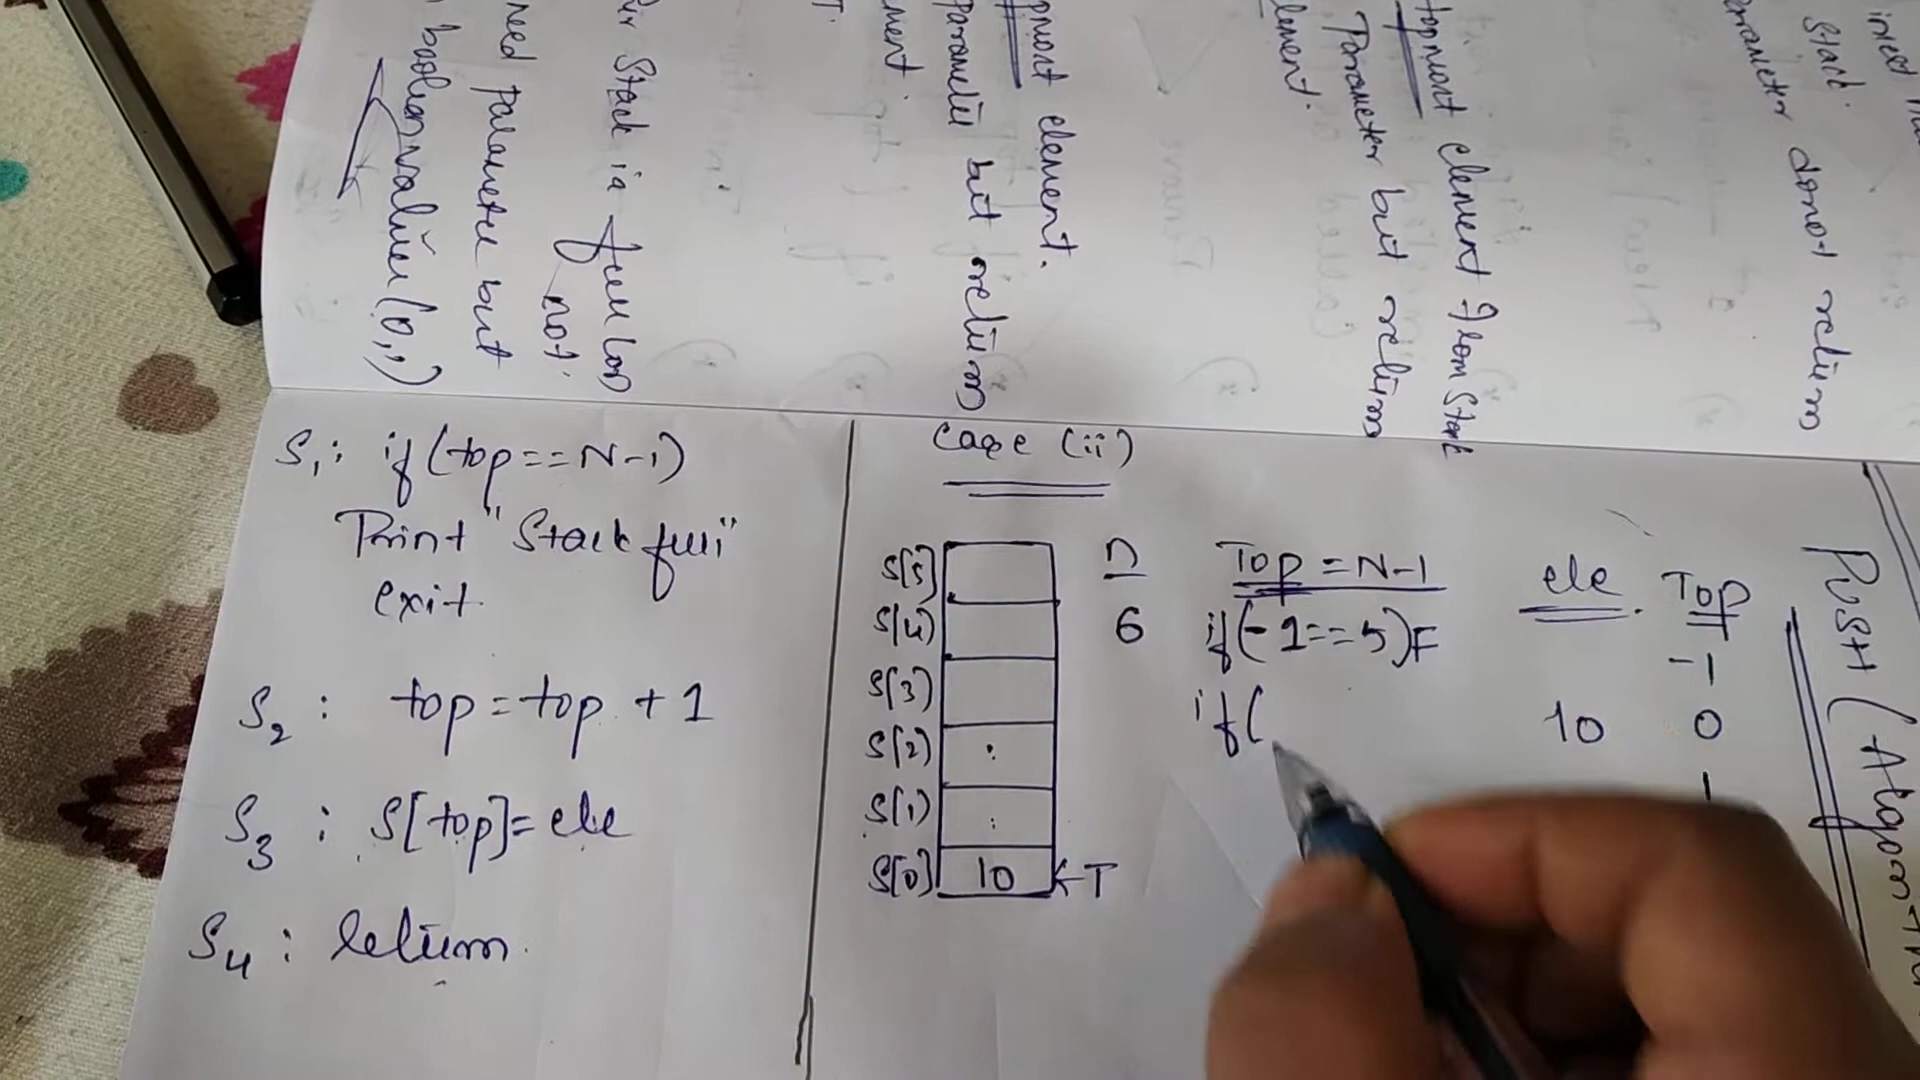 inset
Stack.
donot return
topmost element from Stack
Parameter but return
element.
element.
parameter but return
Stack is full (or)
not.
parameter but
boolean value (0,1)
S1: if(top==N-1)
Print "Stack full"
exit.
S2: top=top+1
S3: S[top]=ele
S4: return.
Case (ii)
S[5]
S[4]
S[3]
S[2]
S[1]
S[0] 10 ←T
n
6
Top=N-1
if(-1==5)F
if(
ele
10
Top
-1
0
PUSH (Algorith